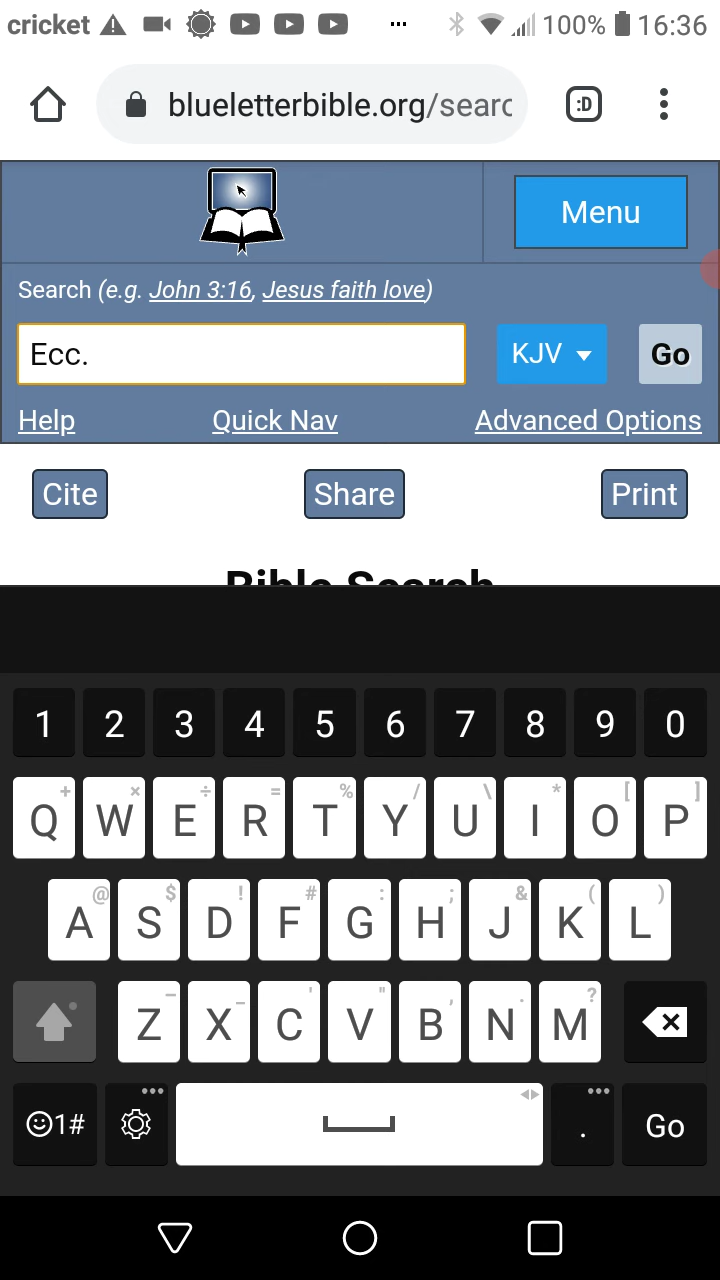 cricket ... 100% 16:36
:D
blueletterbible.org/searc
Menu
Search (e.g. John 3:16, Jesus faith love)
Ecc. KJV Go
Help Quick Nav Advanced Options
Cite Share Print
Bible Search
1 2 3 4 5 6 7 8 9 0
+ × ÷ = % / \ * [ ]
Q W E R T Y U I O P
@ $ ! # : ; & ( )
A S D F G H J K L
– _ ' " , . ?
Z X C V B N M
1# ... ... . Go